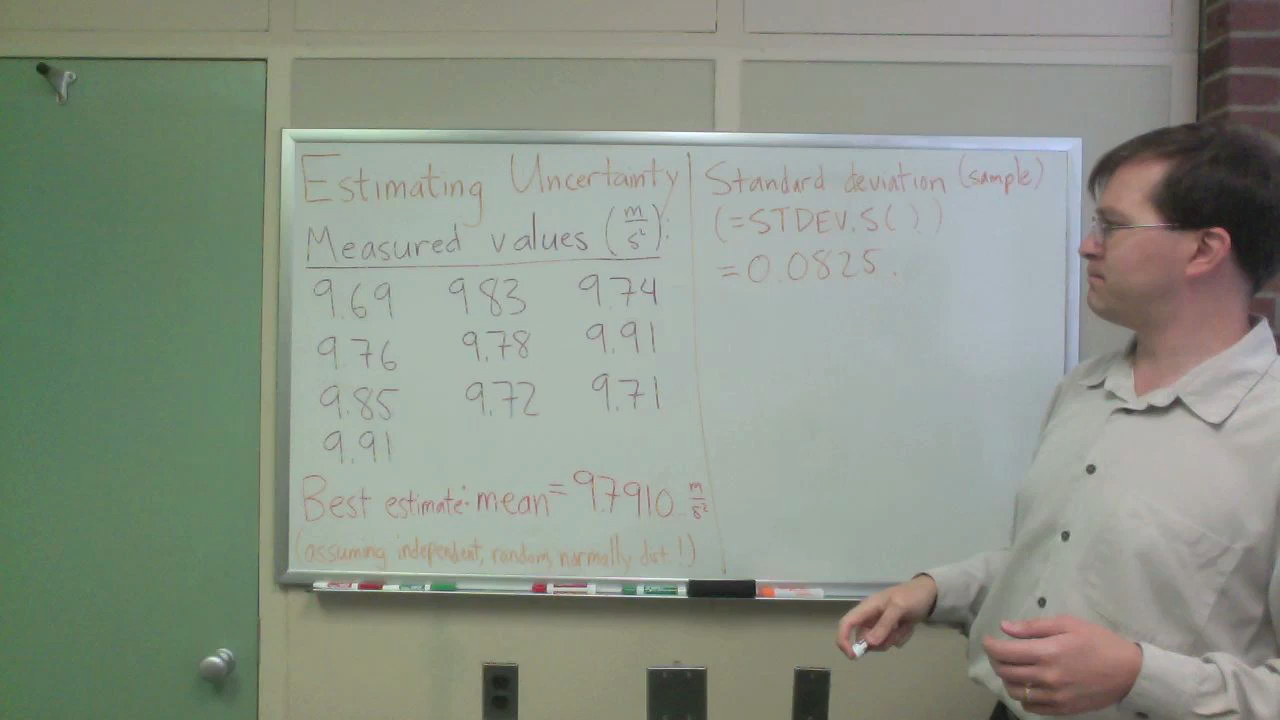 Estimating Uncertainty
Measured values (m/s²):
9.69 9.83 9.74
9.76 9.78 9.91
9.85 9.72 9.71
9.91
Best estimate: mean = 9.7910 m/s²
(assuming independent, random, normally, dist!)
Standard deviation (sample)
(=STDEV.S())
=0.0825